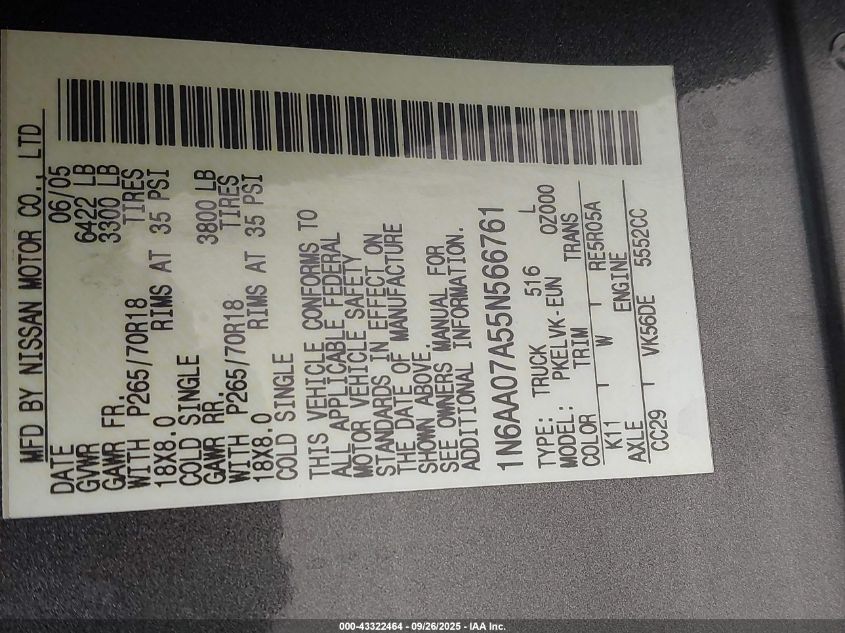 MFD BY NISSAN MOTOR CO., LTD
DATE 06/05
GVWR 6422 LB
GAWR FR. 3300 LB
WITH P265/70R18 TIRES
18X8.0 RIMS AT 35 PSI
COLD SINGLE
GAWR RR. 3800 LB
WITH P265/70R18 TIRES
18X8.0 RIMS AT 35 PSI
COLD SINGLE
THIS VEHICLE CONFORMS TO
ALL APPLICABLE FEDERAL
MOTOR VEHICLE SAFETY
STANDARDS IN EFFECT ON
THE DATE OF MANUFACTURE
SHOWN ABOVE.
SEE OWNERS MANUAL FOR
ADDITIONAL INFORMATION.
1N6AA07A55N566761
TYPE: TRUCK 516 L
MODEL: PKELVK-EUN 0Z000
COLOR TRIM TRANS
K11 W RE5R05A
AXLE ENGINE
CC29 VK56DE 5552CC
000-43322464 - 09/26/2025 - IAA Inc.